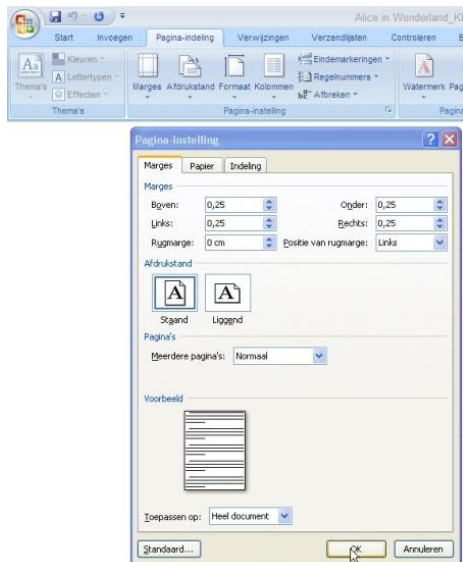 Alice in Wonderland_Kl
Start Invoegen Pagina-indeling Verwijzingen Verzendlijsten Controleren B
Aa Kleuren Marges Afdrukstand Formaat Kolommen Eindemarkeringen A Watermerk Pag
Thema's A Lettertypen Regelnummers
Effecten Afbreken
Thema's Pagina-instelling Pagina
Pagina-instelling
Marges Papier Indeling
Marges
Boven: 0,25 Onder: 0,25
Links: 0,25 Rechts: 0,25
Rugmarge: 0 cm Positie van rugmarge: Links
Afdrukstand
A A
Staand Liggend
Pagina's
Meerdere pagina's: Normaal
Voorbeeld
Toepassen op: Heel document
Standaard... OK Annuleren